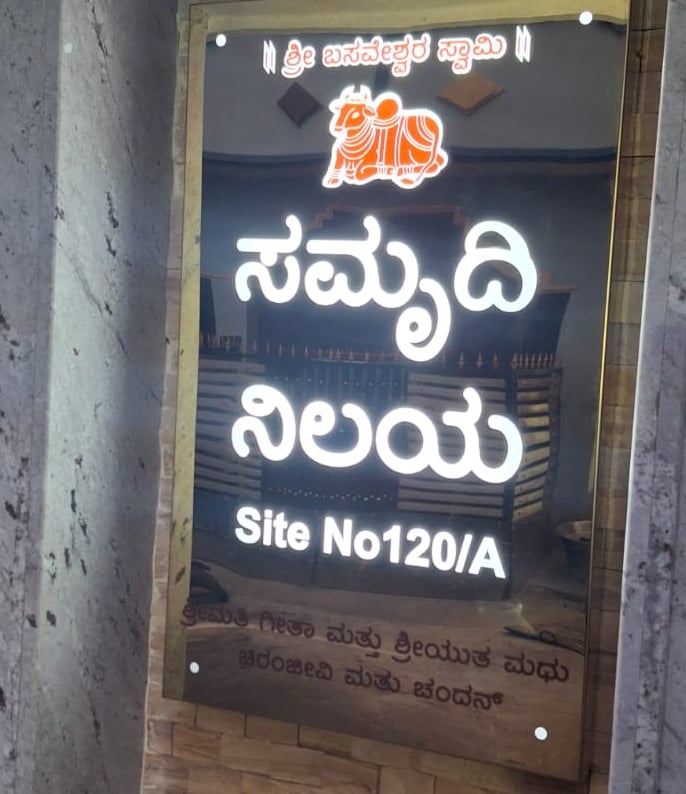 ॥ ಶ್ರೀ ಬಸವೇಶ್ವರ ಸ್ವಾಮಿ ॥
ಸಮೃದಿ
ನಿಲಯ
Site No120/A
ಶ್ರೀಮತಿ ಗೀತಾ ಮತ್ತು ಶ್ರೀಯುತ ಮಧು
ಚಿರಂಜೀವಿ ಮತು ಚಂದನ್